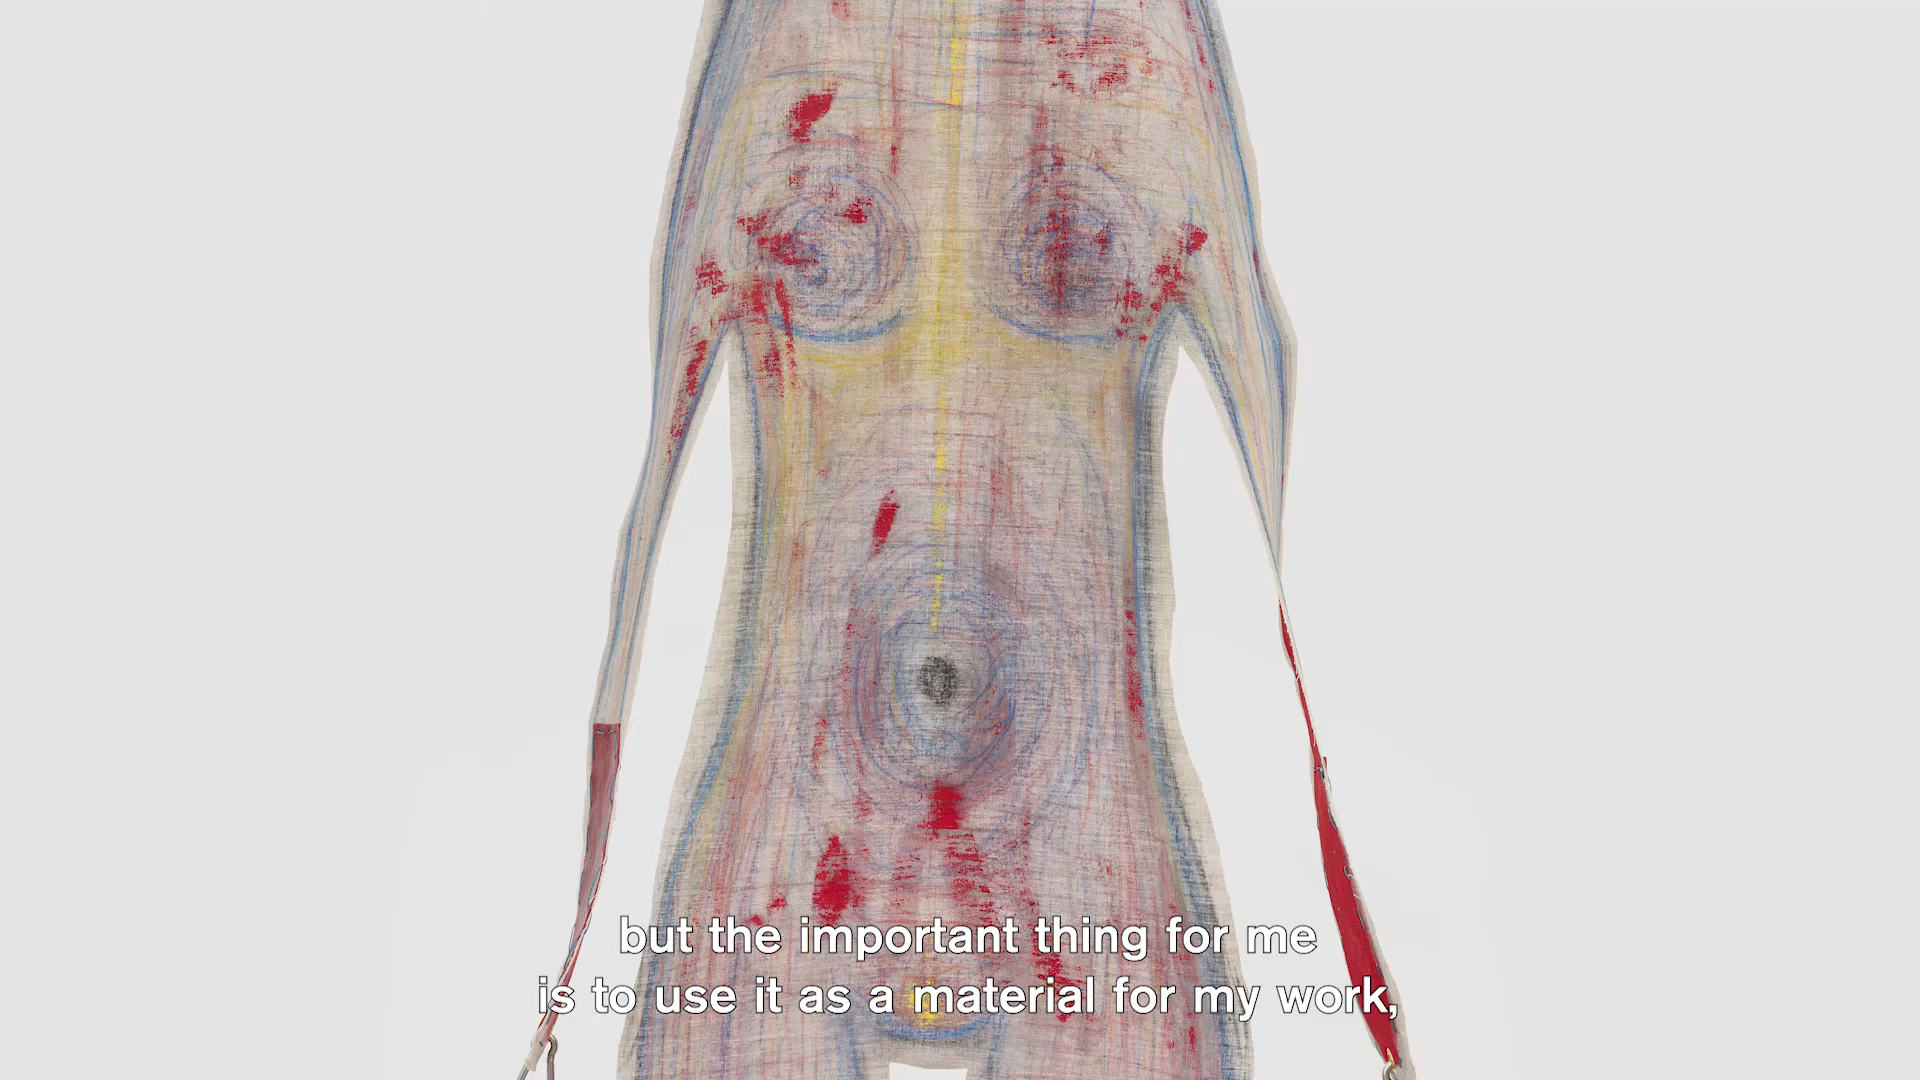 but the important thing for me
is to use it as a material for my work,